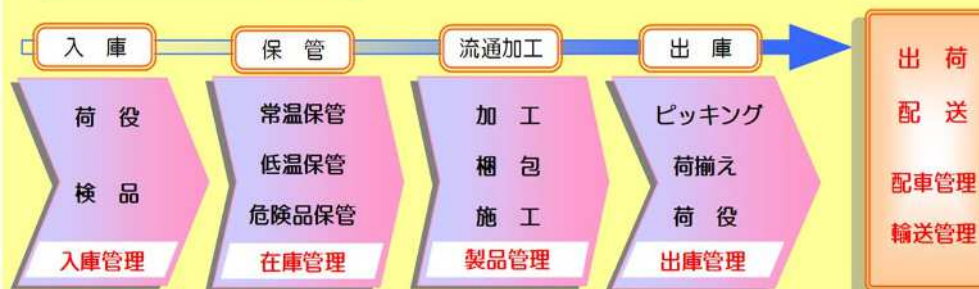 入庫
保管
流通加工
出庫
荷役
検品
入庫管理
常温保管
低温保管
危険品保管
在庫管理
加工
梱包
施工
製品管理
ピッキング
荷揃え
荷役
出庫管理
出荷
配送
配車管理
輸送管理